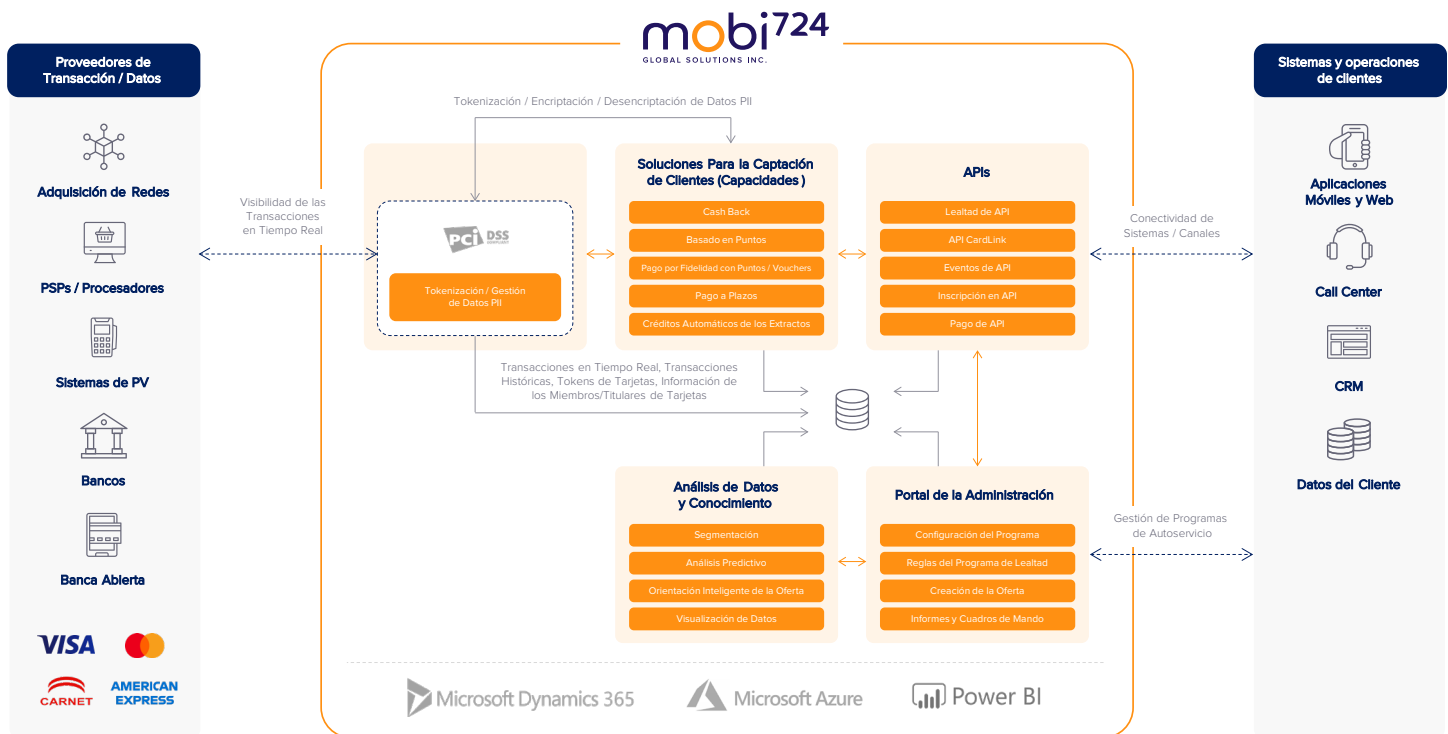 mobi724
GLOBAL SOLUTIONS INC.
Proveedores de
Transacción / Datos
Adquisición de Redes
PSPs / Procesadores
Sistemas de PV
Bancos
Banca Abierta
VISA
CARNET
AMERICAN
EXPRESS
Visibilidad de las
Transacciones
en Tiempo Real
Tokenización / Encriptación / Desencriptación de Datos PII
PCI DSS
Tokenización / Gestión
de Datos PII
Soluciones Para la Captación
de Clientes (Capacidades )
Cash Back
Basado en Puntos
Pago por Fidelidad con Puntos / Vouchers
Pago a Plazos
Créditos Automáticos de los Extractos
APIs
Lealtad de API
API CardLink
Eventos de API
Inscripción en API
Pago de API
Transacciones en Tiempo Real, Transacciones
Históricas, Tokens de Tarjetas, Información de
los Miembros/Titulares de Tarjetas
Análisis de Datos
y Conocimiento
Segmentación
Análisis Predictivo
Orientación Inteligente de la Oferta
Visualización de Datos
Portal de la Administración
Configuración del Programa
Reglas del Programa de Lealtad
Creación de la Oferta
Informes y Cuadros de Mando
Microsoft Dynamics 365
Microsoft Azure
Power BI
Conectividad de
Sistemas / Canales
Gestión de Programas
de Autoservicio
Sistemas y operaciones
de clientes
Aplicaciones
Móviles y Web
Call Center
CRM
Datos del Cliente